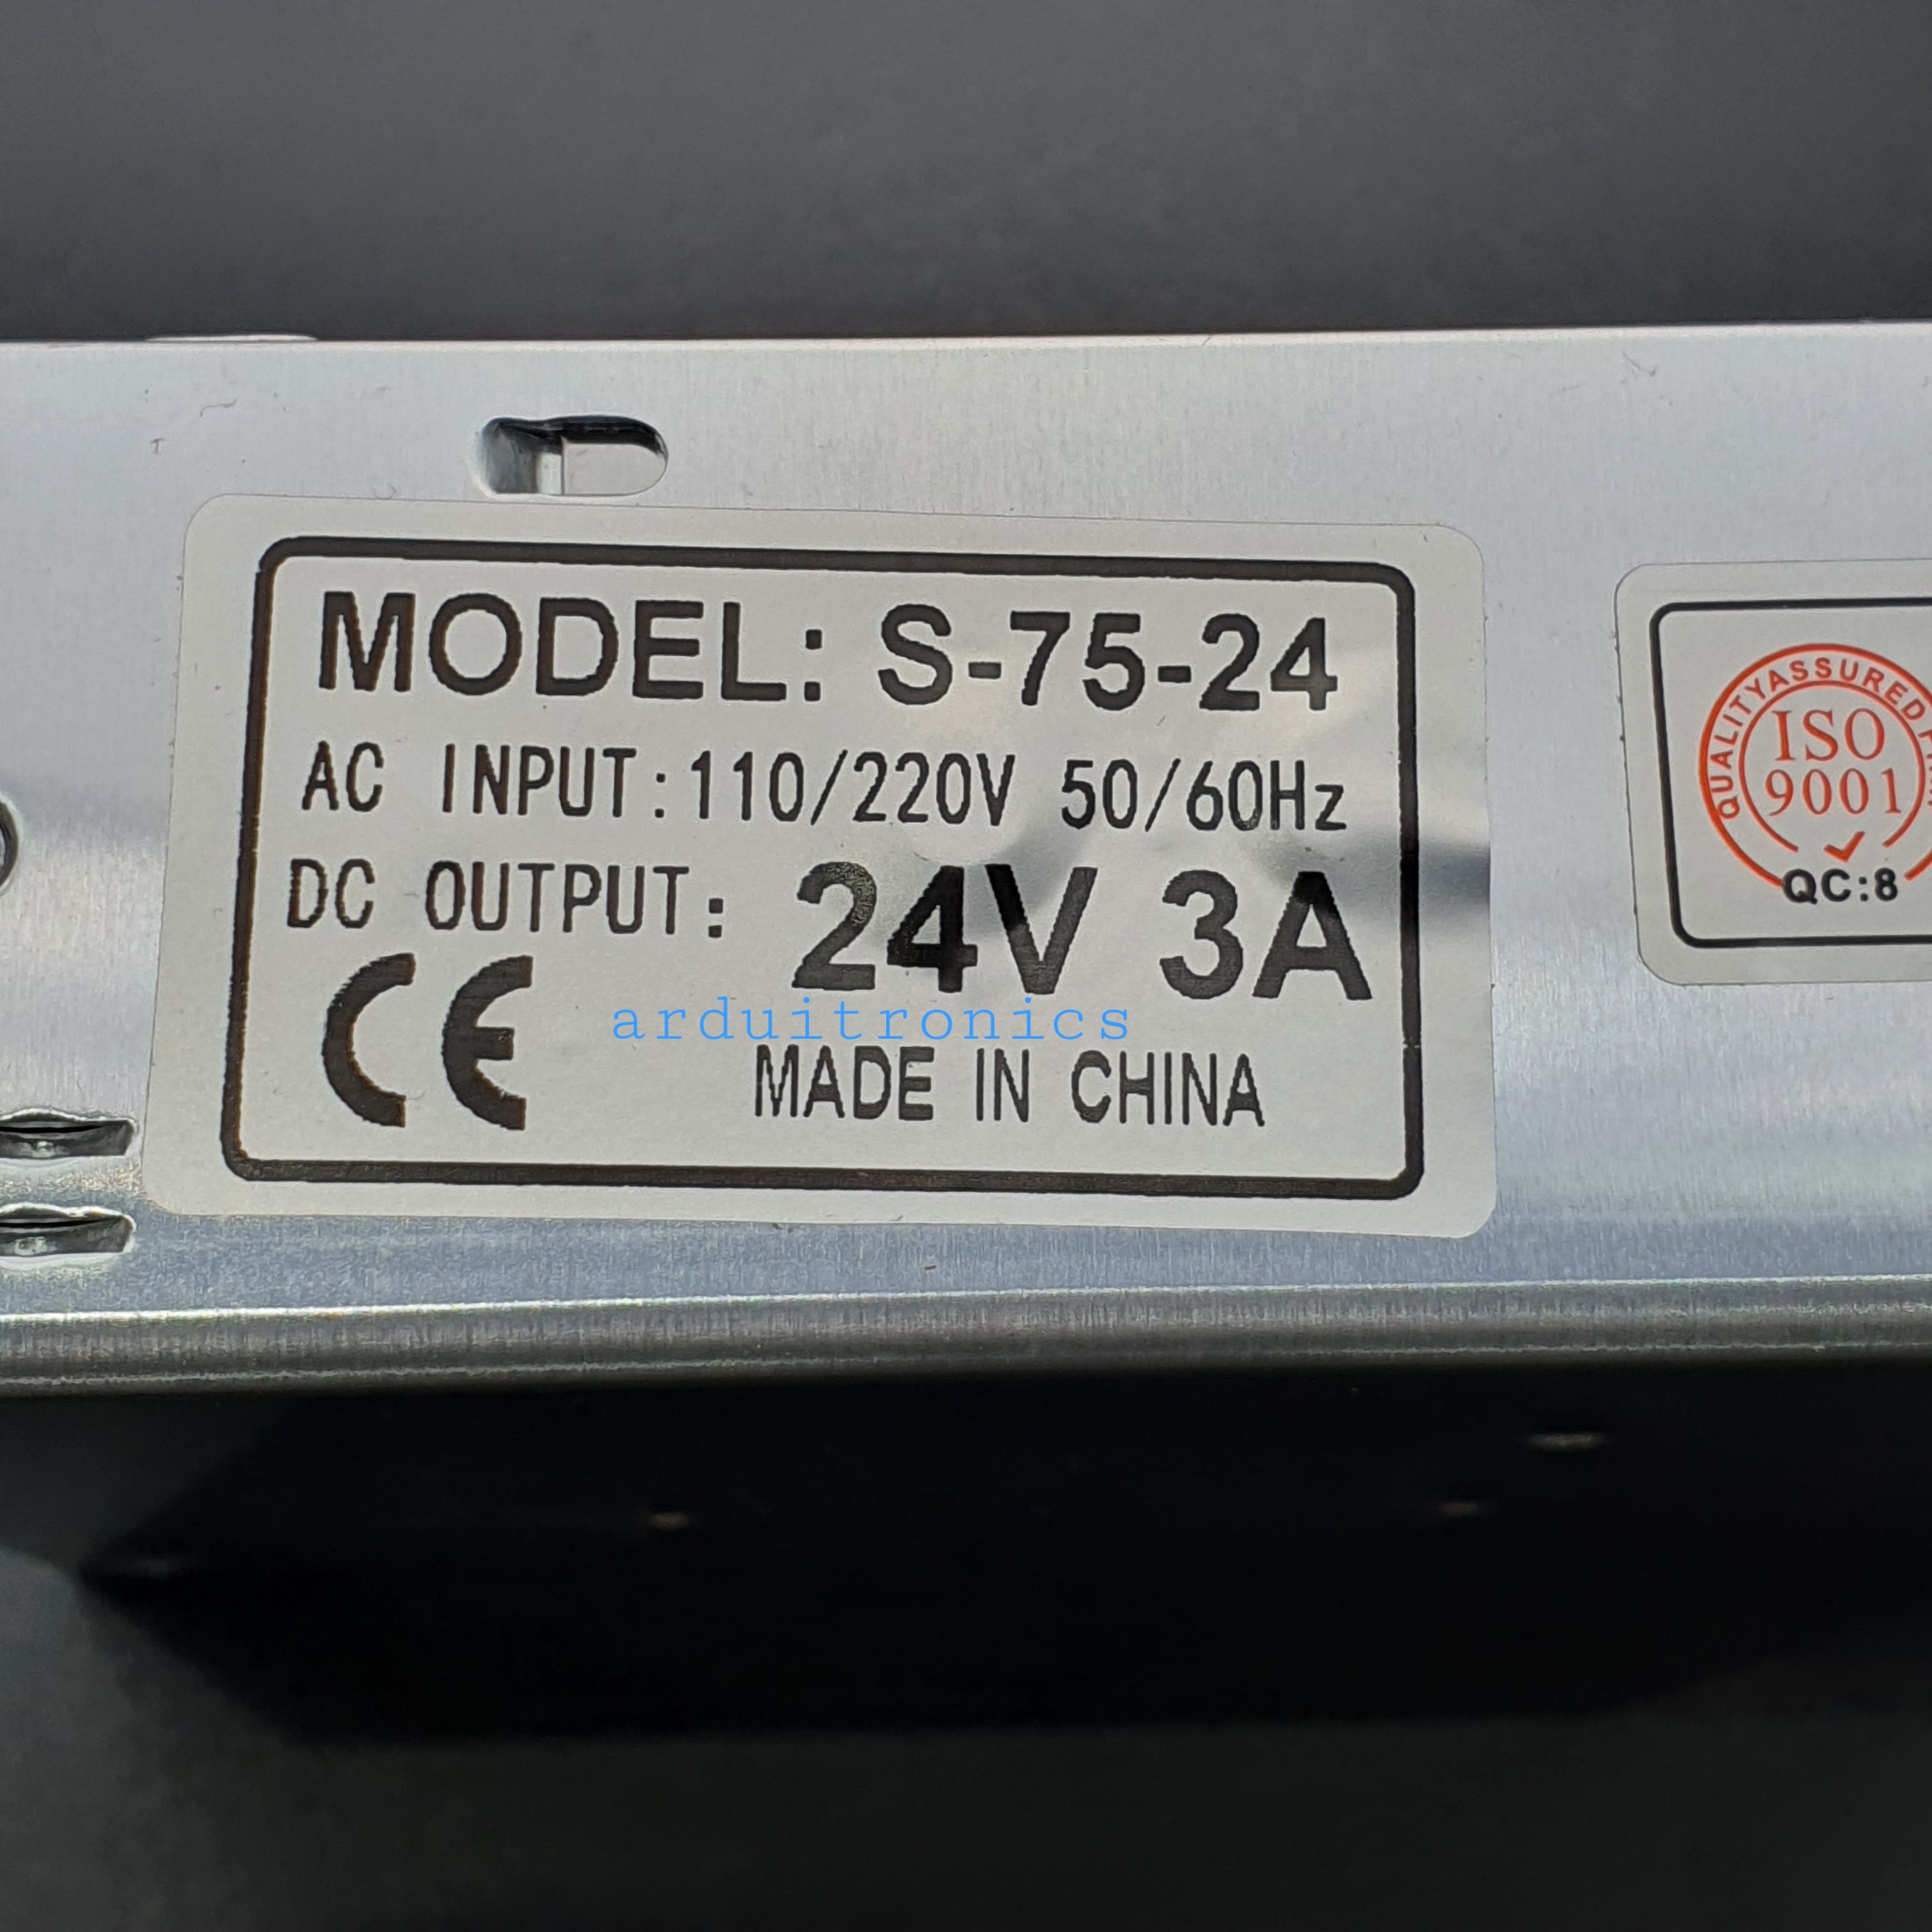 MODEL: S-75-24
AC INPUT:110/220V 50/60Hz
DC OUTPUT: 24V 3A
CE
arduitronics
MADE IN CHINA
QUALITYASSURED
ISO
9001
QC:8